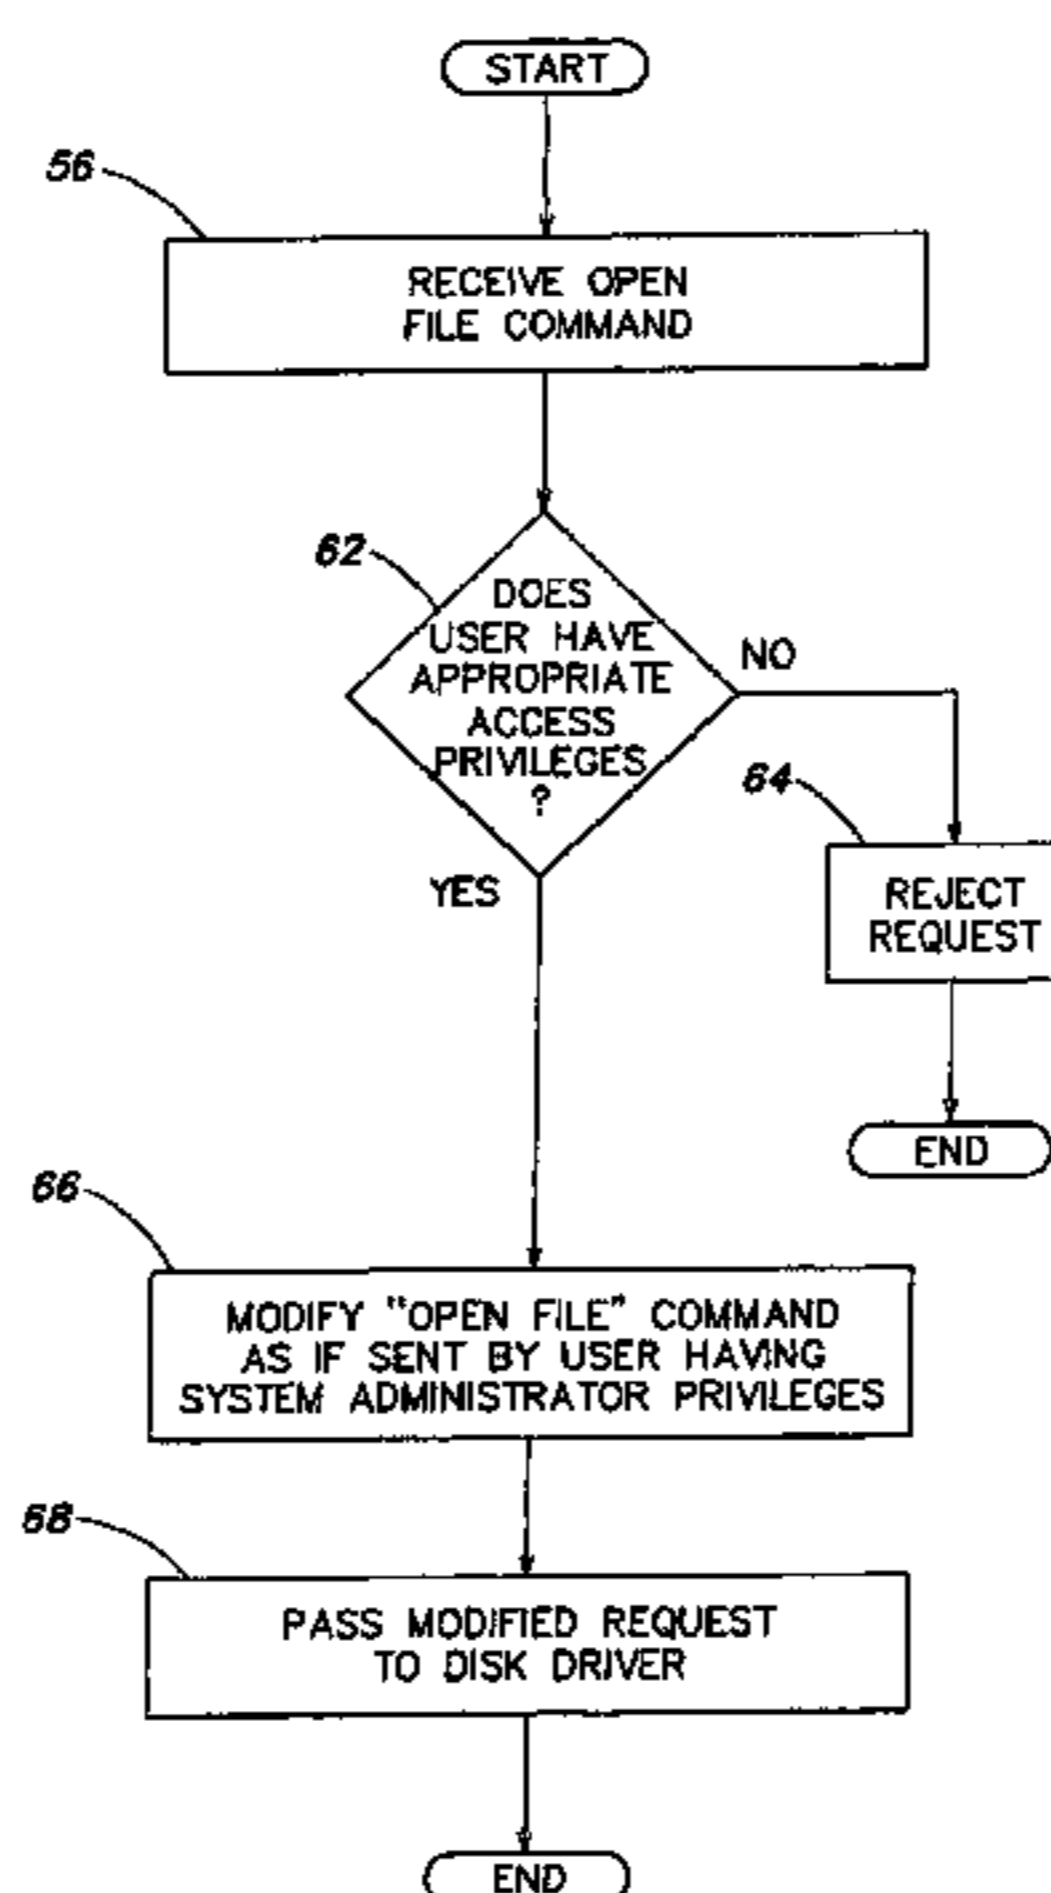 START
56
RECEIVE OPEN
FILE COMMAND
62
DOES
USER HAVE
APPROPRIATE
ACCESS
PRIVILEGES
?
NO
64
REJECT
REQUEST
YES
END
66
MODIFY "OPEN FILE" COMMAND
AS IF SENT BY USER HAVING
SYSTEM ADMINISTRATOR PRIVILEGES
68
PASS MODIFIED REQUEST
TO DISK DRIVER
END